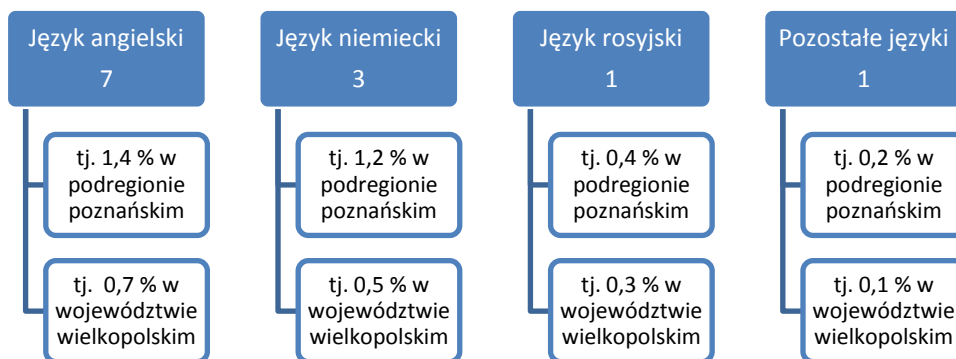 Język angielski
7
tj. 1,4 % w
podregionie
poznańskim
tj. 0,7 % w
województwie
wielkopolskim
Język niemiecki
3
tj. 1,2 % w
podregionie
poznańskim
tj. 0,5 % w
województwie
wielkopolskim
Język rosyjski
1
tj. 0,4 % w
podregionie
poznańskim
tj. 0,3 % w
województwie
wielkopolskim
Pozostałe języki
1
tj. 0,2 % w
podregionie
poznańskim
tj. 0,1 % w
województwie
wielkopolskim